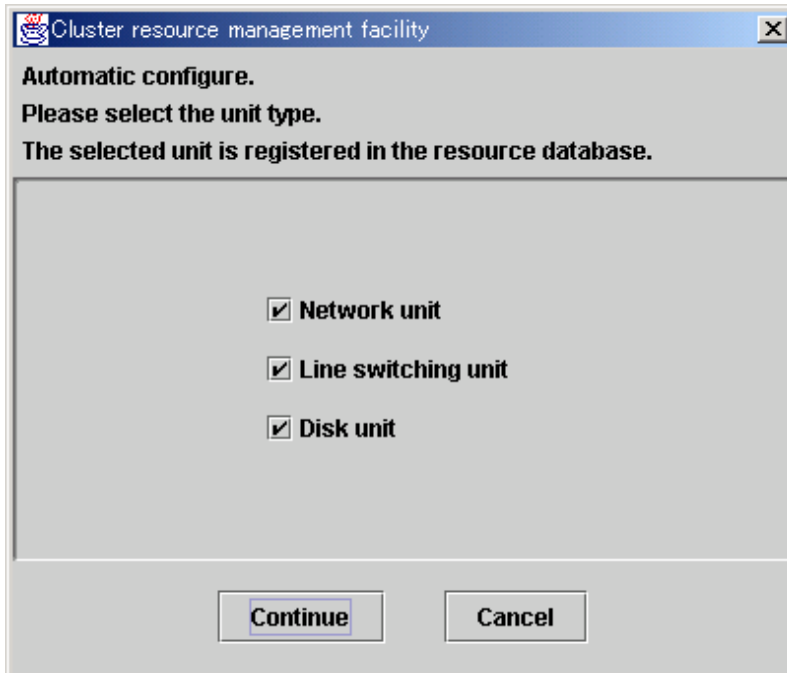 Cluster resource management facility
Automatic configure.
Please select the unit type.
The selected unit is registered in the resource database.
Network unit
Line switching unit
Disk unit
Continue
Cancel